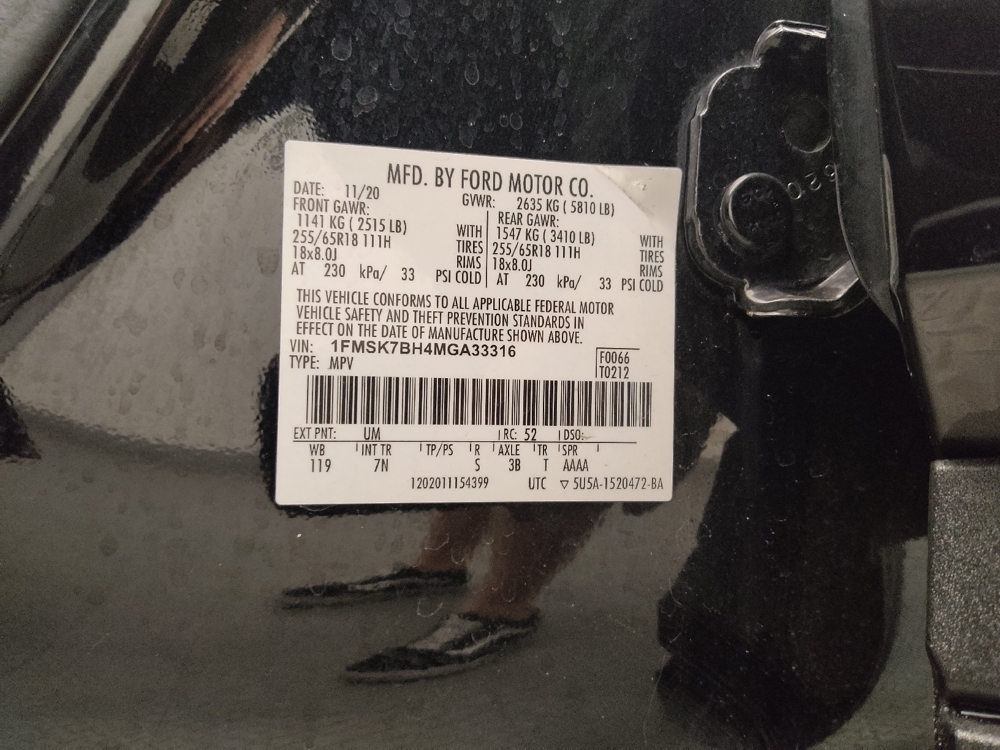 MFD. BY FORD MOTOR CO.
DATE: 11/20 GVWR: 2635 KG ( 5810 LB)
FRONT GAWR: REAR GAWR:
1141 KG ( 2515 LB) WITH 1547 KG ( 3410 LB) WITH
255/65R18 111H TIRES 255/65R18 111H TIRES
18x8.0J RIMS 18x8.0J RIMS
AT 230 kPa/ 33 PSI COLD AT 230 kPa/ 33 PSI COLD
THIS VEHICLE CONFORMS TO ALL APPLICABLE FEDERAL MOTOR
VEHICLE SAFETY AND THEFT PREVENTION STANDARDS IN
EFFECT ON THE DATE OF MANUFACTURE SHOWN ABOVE.
VIN: 1FMSK7BH4MGA33316
TYPE: MPV
F0066
T0212
EXT PNT: UM RC: 52 DSO:
WB INT TR TP/PS R AXLE TR SPR
119 7N S 3B T AAAA
1202011154399 UTC ▽ 5U5A-1520472-BA